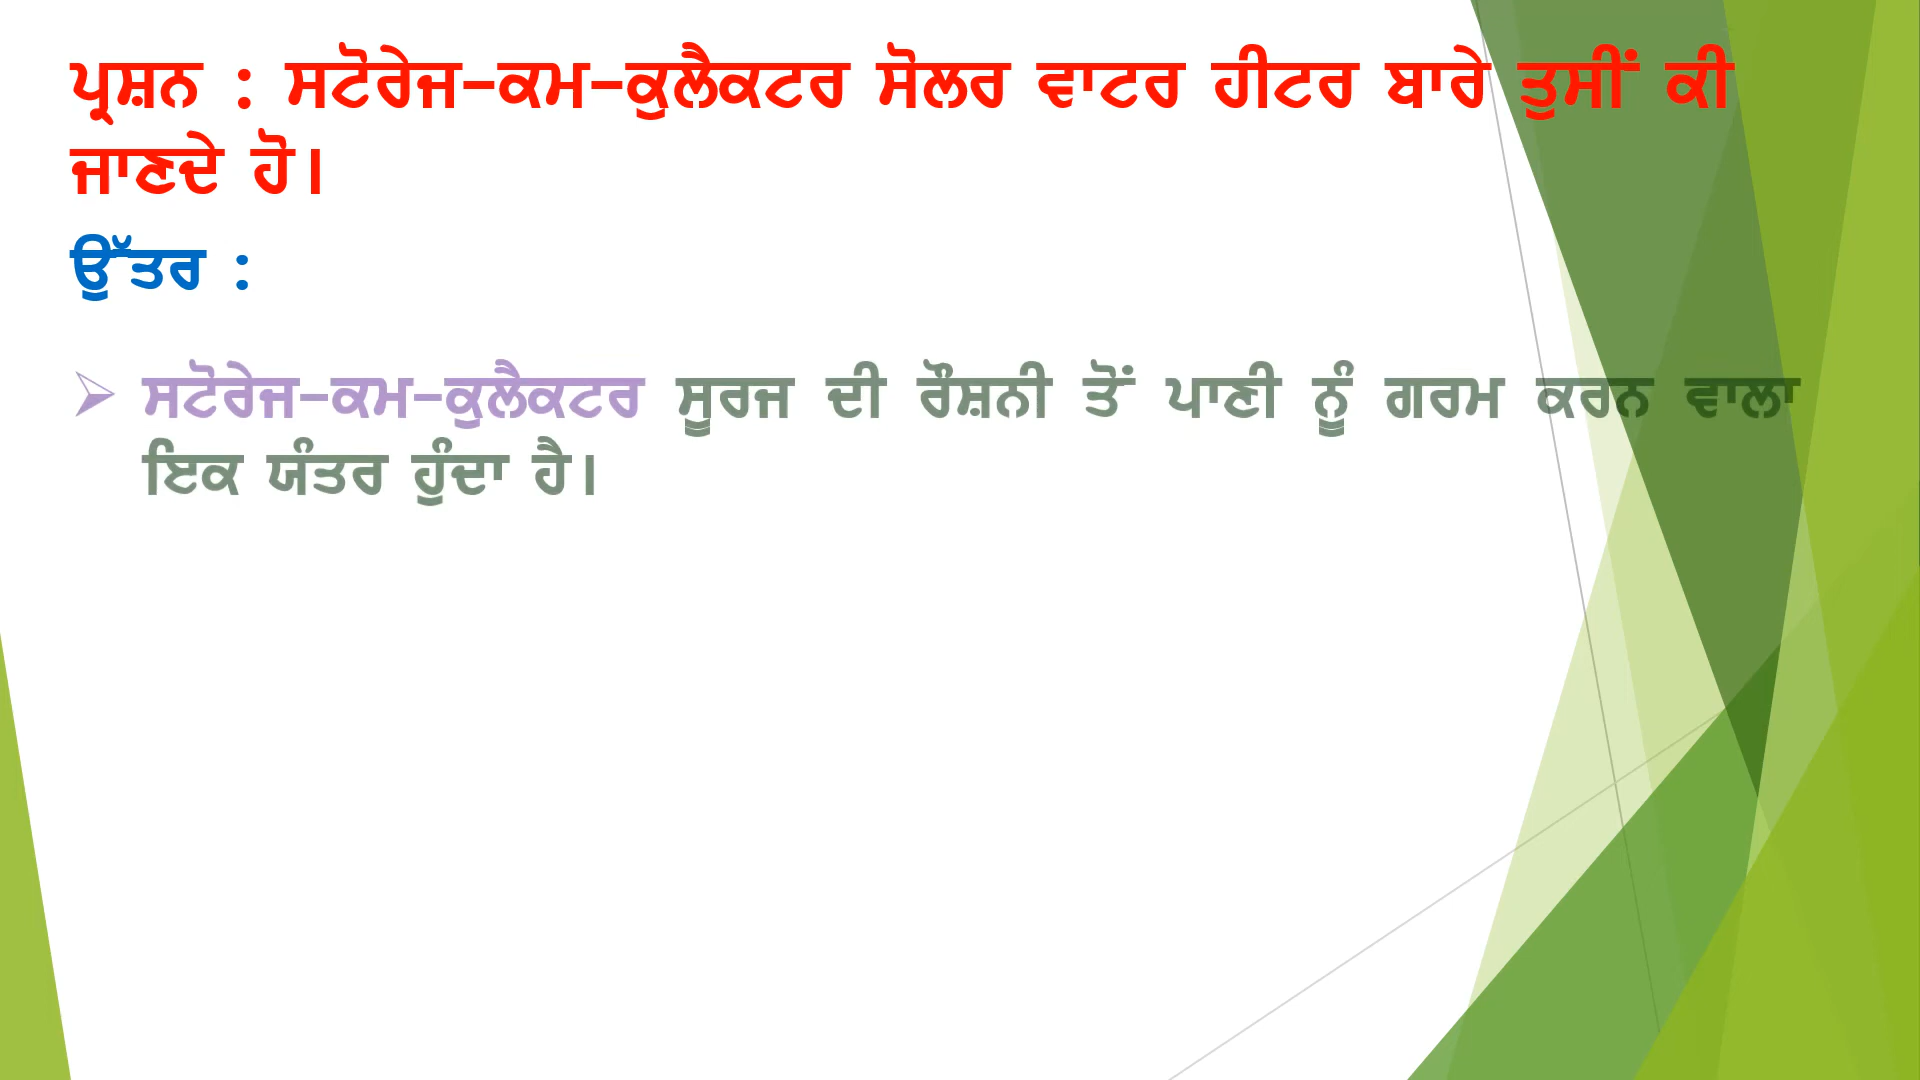 ਪ੍ਰਸ਼ਨ : ਸਟੋਰੇਜ-ਕਮ-ਕੁਲੈਕਟਰ ਸੋਲਰ ਵਾਟਰ ਹੀਟਰ ਬਾਰੇ ਤੁਸੀਂ ਕੀ
ਜਾਣਦੇ ਹੋ।
ਉੱਤਰ :
➢ ਸਟੋਰੇਜ-ਕਮ-ਕੁਲੈਕਟਰ ਸੂਰਜ ਦੀ ਰੌਸ਼ਨੀ ਤੋਂ ਪਾਣੀ ਨੂੰ ਗਰਮ ਕਰਨ ਵਾਲਾ
ਇਕ ਯੰਤਰ ਹੁੰਦਾ ਹੈ।